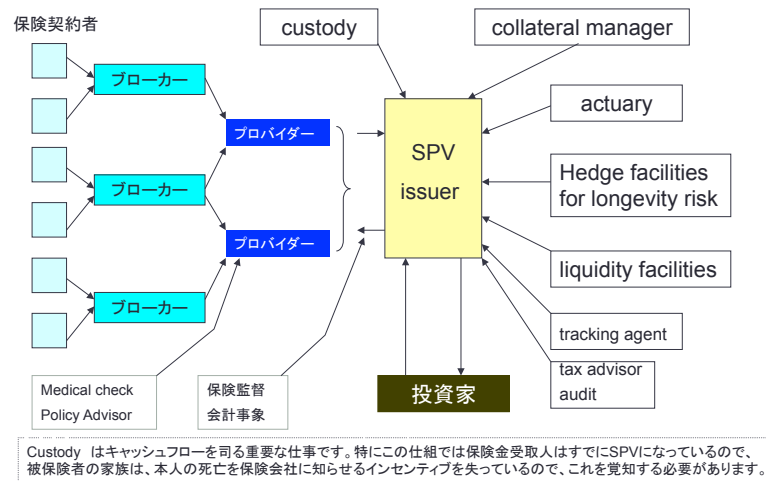 保険契約者
custody
collateral manager
ブローカー
プロバイダー
SPV
issuer
actuary
ブローカー
Hedge facilities
for longevity risk
プロバイダー
liquidity facilities
ブローカー
tracking agent
Medical check
Policy Advisor
保険監督
会計事象
投資家
tax advisor
audit
Custody はキャッシュフローを司る重要な仕事です。特にこの仕組では保険金受取人はすでにSPVになっているので、
被保険者の家族は、本人の死亡を保険会社に知らせるインセンティブを失っているので、これを覚知する必要があります。